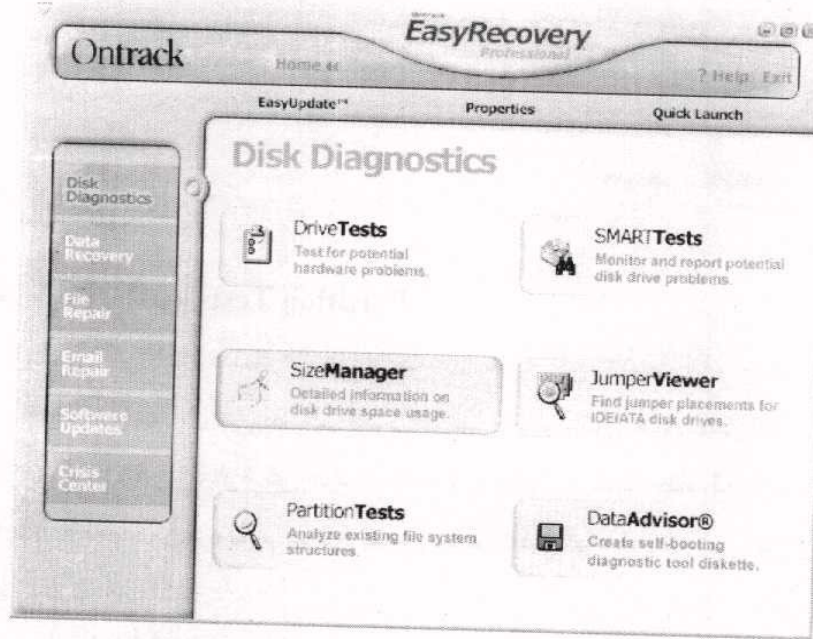 EasyRecovery
Professional
Ontrack
Home
? Help Exit
EasyUpdate™
Properties
Quick Launch
Disk Diagnostics
Disk
Diagnostics
Data
Recovery
File
Repair
Email
Repair
Software
Updates
Crisis
Center
DriveTests
Test for potential
hardware problems.
SMARTTests
Monitor and report potential
disk drive problems.
SizeManager
Detailed information on
disk drive space usage.
JumperViewer
Find jumper placements for
IDE/ATA disk drives.
PartitionTests
Analyze existing file system
structures.
DataAdvisor®
Create self-booting
diagnostic tool diskette.